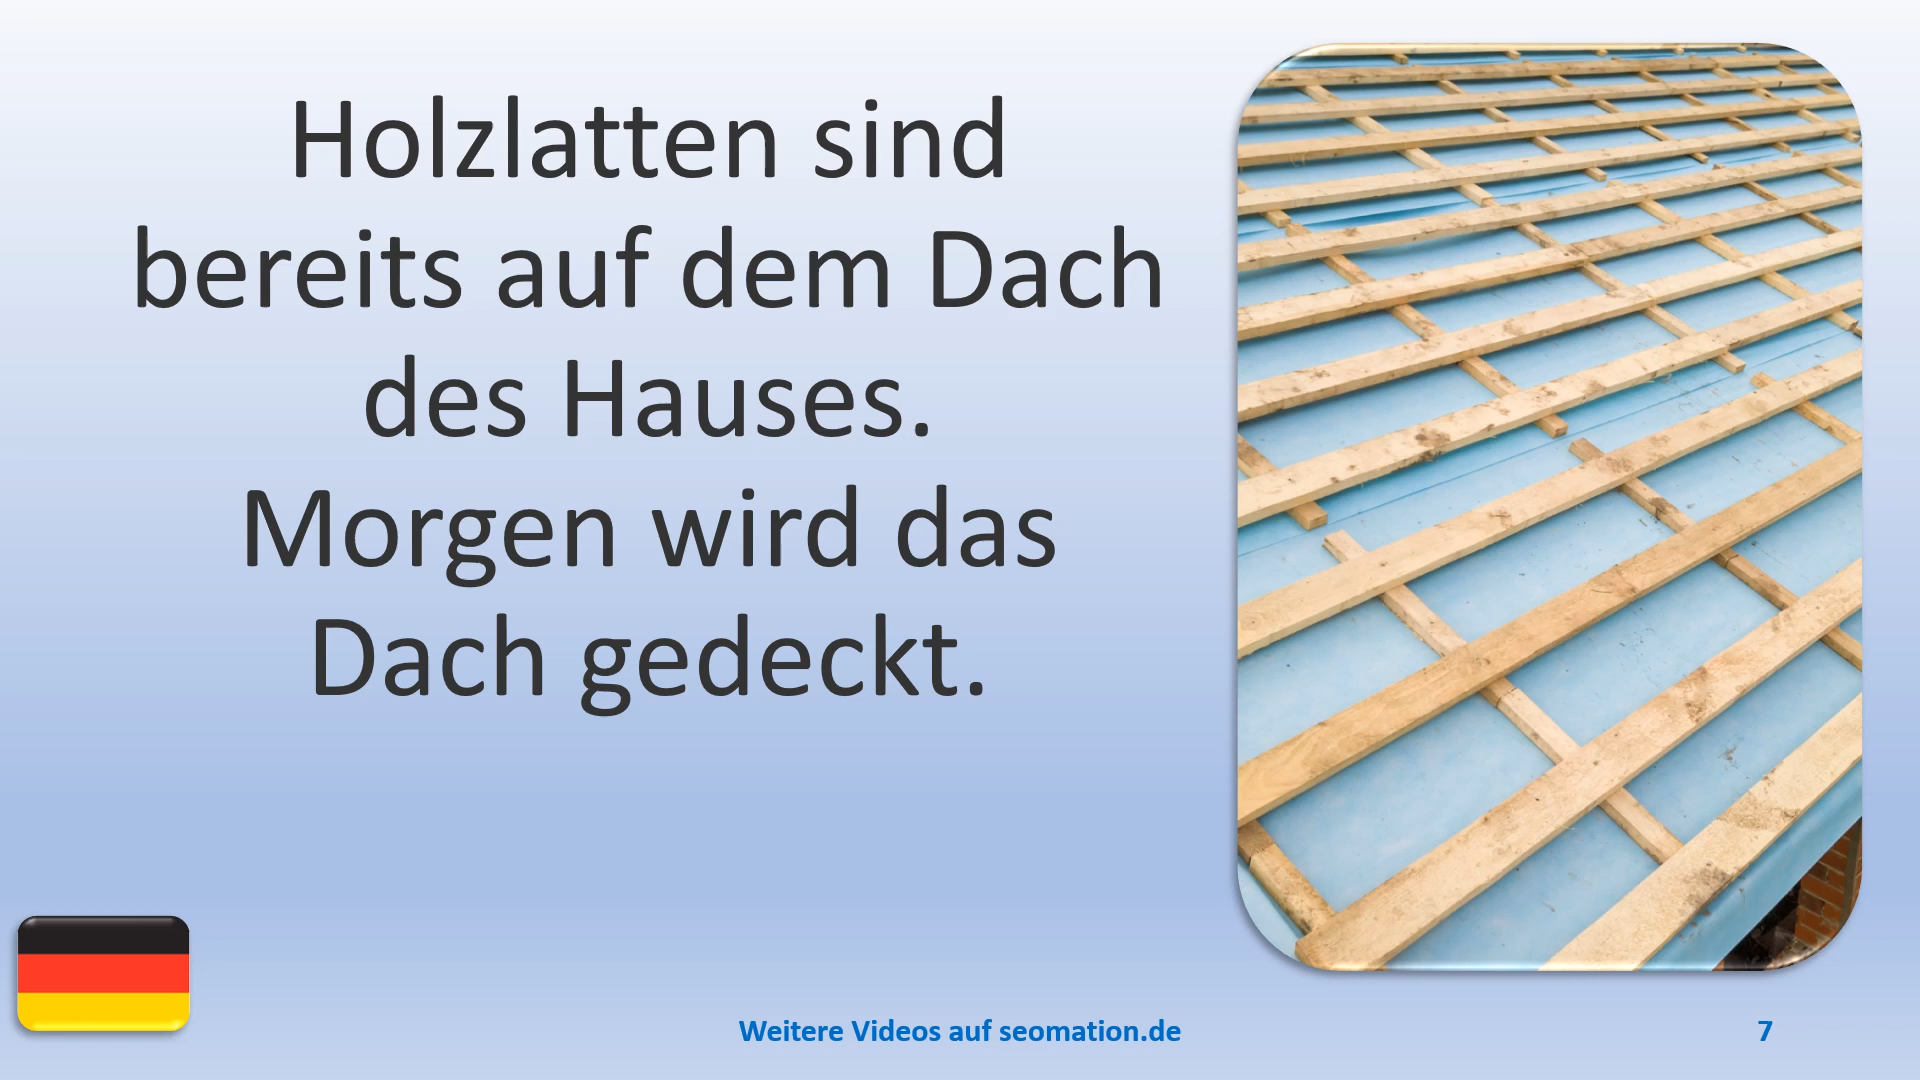 Holzlatten sind
bereits auf dem Dach
des Hauses.
Morgen wird das
Dach gedeckt.
Weitere Videos auf seomation.de
7